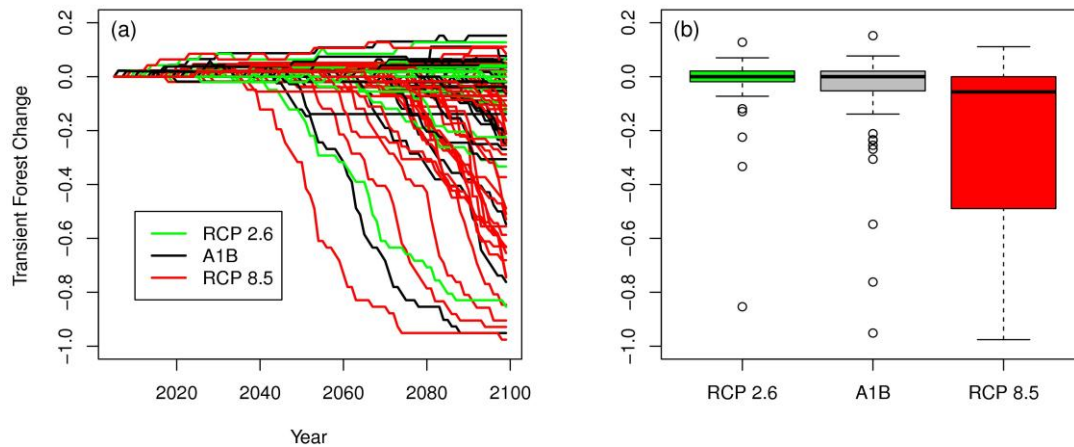 (a)
Transient Forest Change
0.2
0.0
−0.2
−0.4
−0.6
−0.8
−1.0
RCP 2.6
A1B
RCP 8.5
2020 2040 2060 2080 2100
Year
(b)
0.2
0.0
−0.2
−0.4
−0.6
−0.8
−1.0
RCP 2.6 A1B RCP 8.5